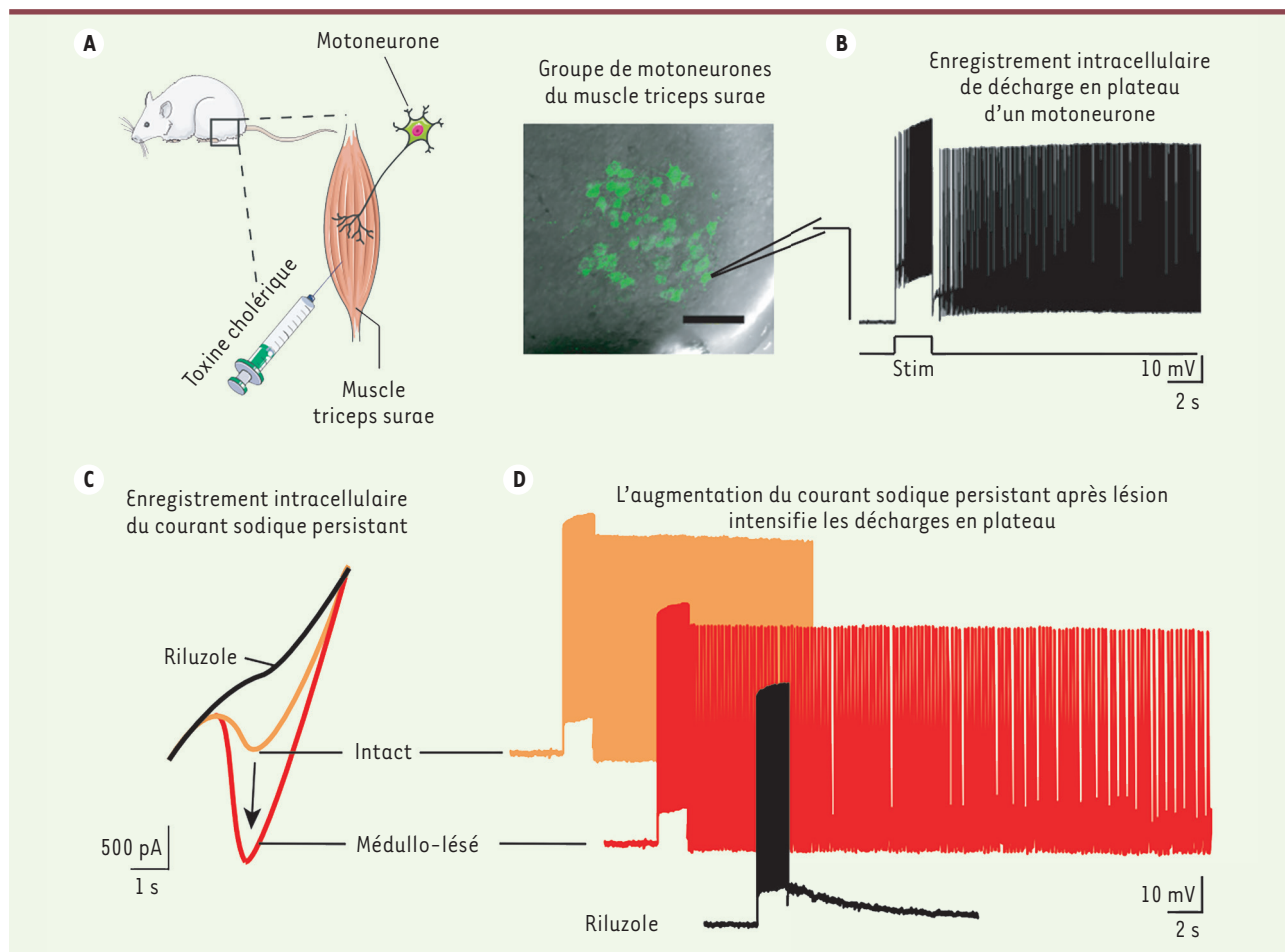 A
Motoneurone
Toxine cholérique
Muscle
triceps surae
Groupe de motoneurones
du muscle triceps surae
B
Enregistrement intracellulaire
de décharge en plateau
d’un motoneurone
Stim
10 mV
2 s
C
Enregistrement intracellulaire
du courant sodique persistant
Riluzole
Intact
Médullo-lésé
500 pA
1 s
D
L’augmentation du courant sodique persistant après lésion
intensifie les décharges en plateau
Riluzole
10 mV
2 s